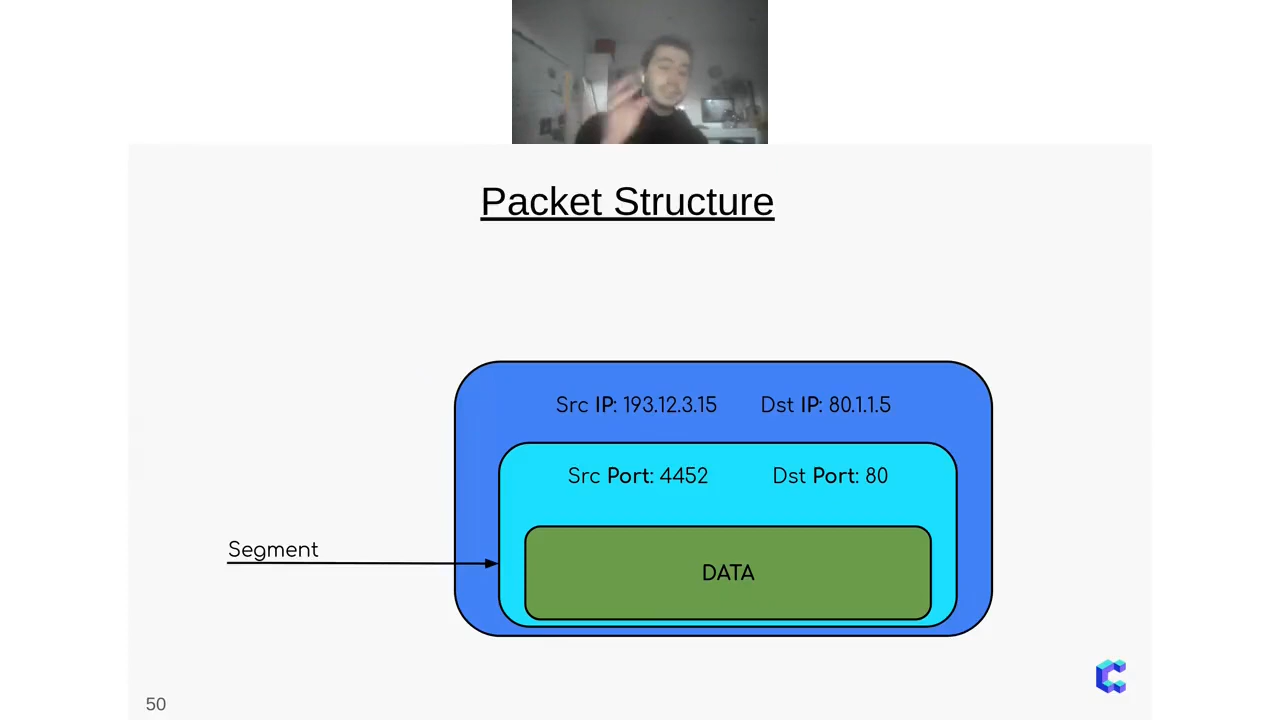 Packet Structure
Src IP: 193.12.3.15 Dst IP: 80.1.1.5
Src Port: 4452 Dst Port: 80
Segment
DATA
50